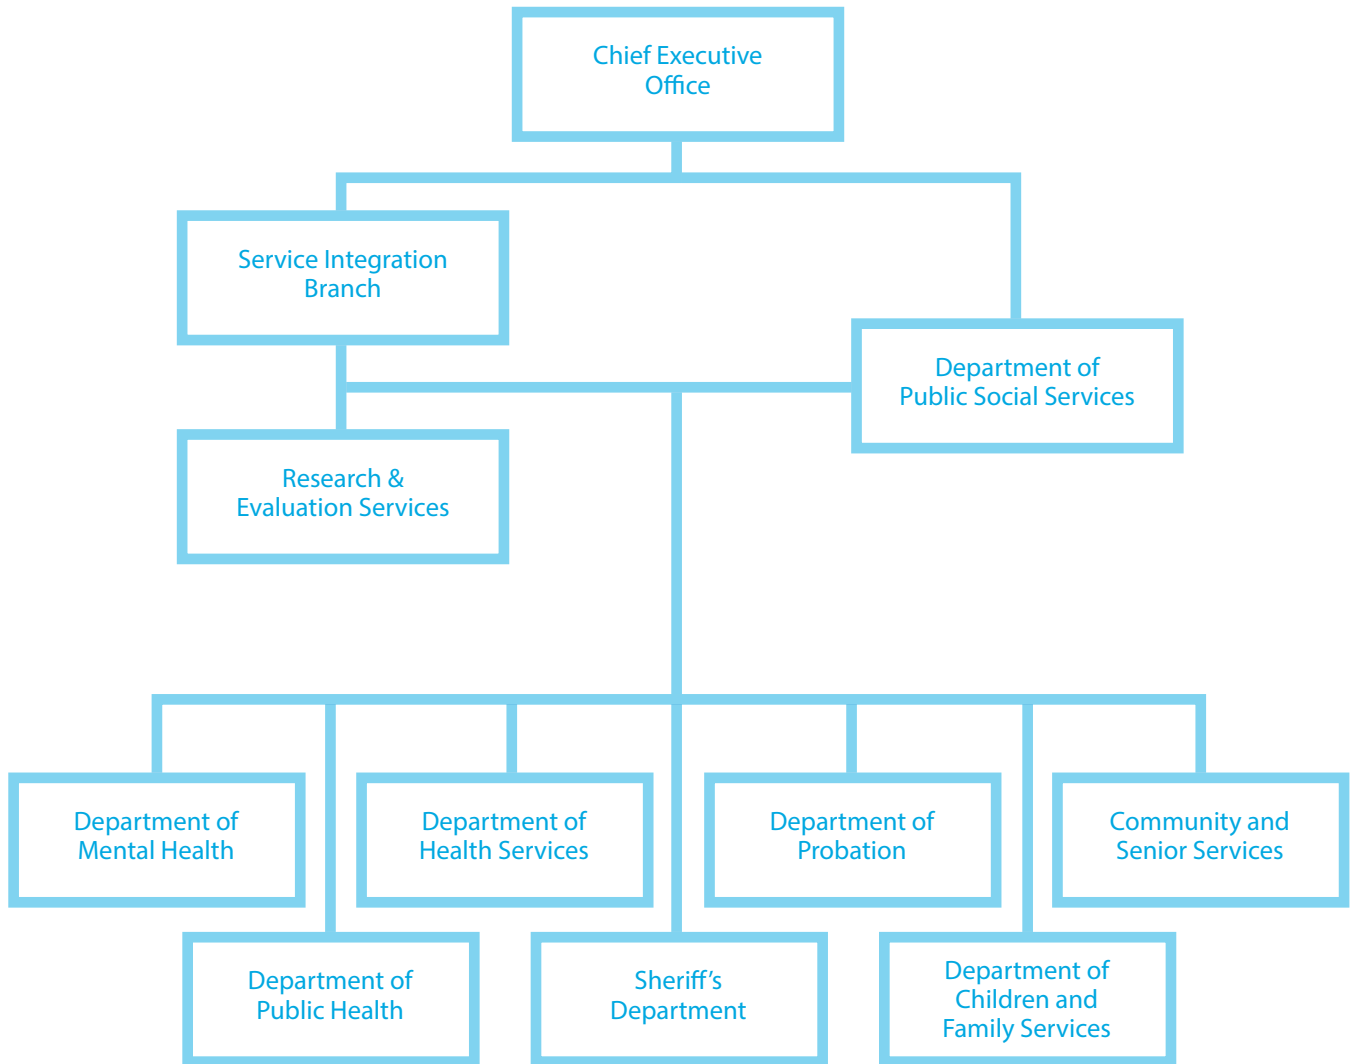 Chief Executive
Office
Service Integration
Branch
Department of
Public Social Services
Research &
Evaluation Services
Department of
Mental Health
Department of
Health Services
Department of
Probation
Community and
Senior Services
Department of
Public Health
Sheriff's
Department
Department of
Children and
Family Services